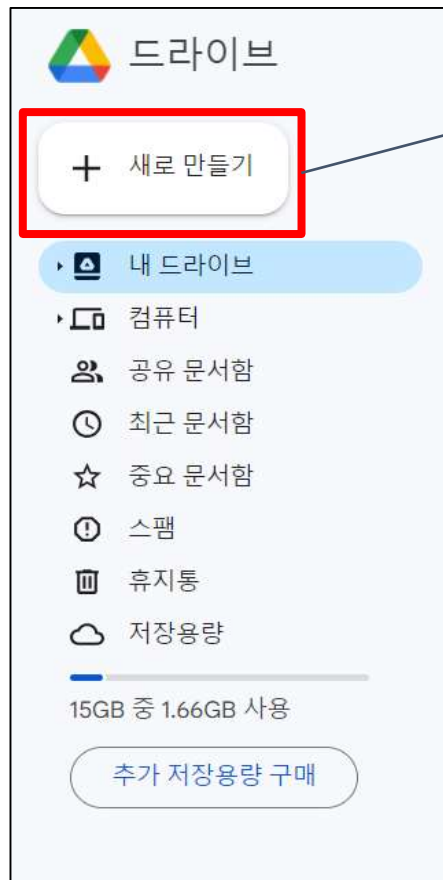 드라이브
새로 만들기
내 드라이브
컴퓨터
공유 문서함
최근 문서함
중요 문서함
스팸
휴지통
저장용량
15GB 중 1.66GB 사용
추가 저장용량 구매